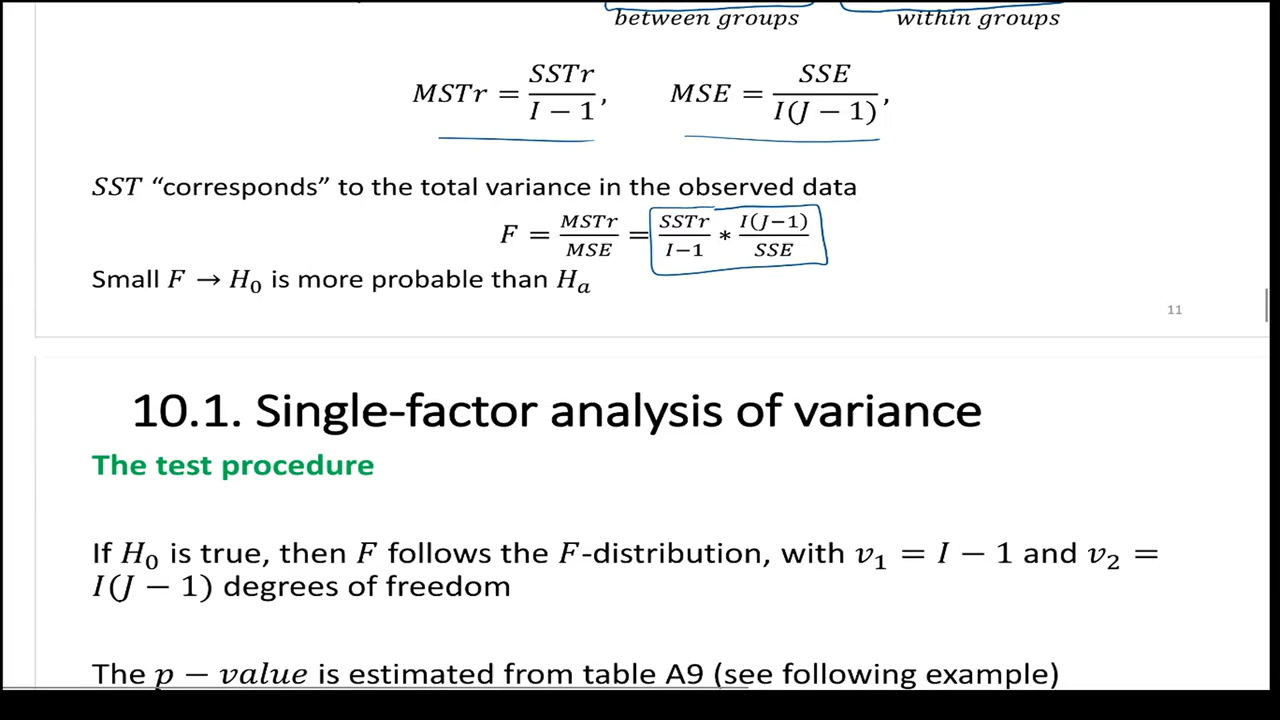 between groups within groups
MSTr = SSTr / I − 1, MSE = SSE / I(J − 1),
SST “corresponds” to the total variance in the observed data
F = MSTr / MSE = SSTr / I−1 * I(J−1) / SSE
Small F → H₀ is more probable than Hₐ
11
10.1. Single-factor analysis of variance
The test procedure
If H₀ is true, then F follows the F-distribution, with v₁ = I − 1 and v₂ =
I(J − 1) degrees of freedom
The p − value is estimated from table A9 (see following example)